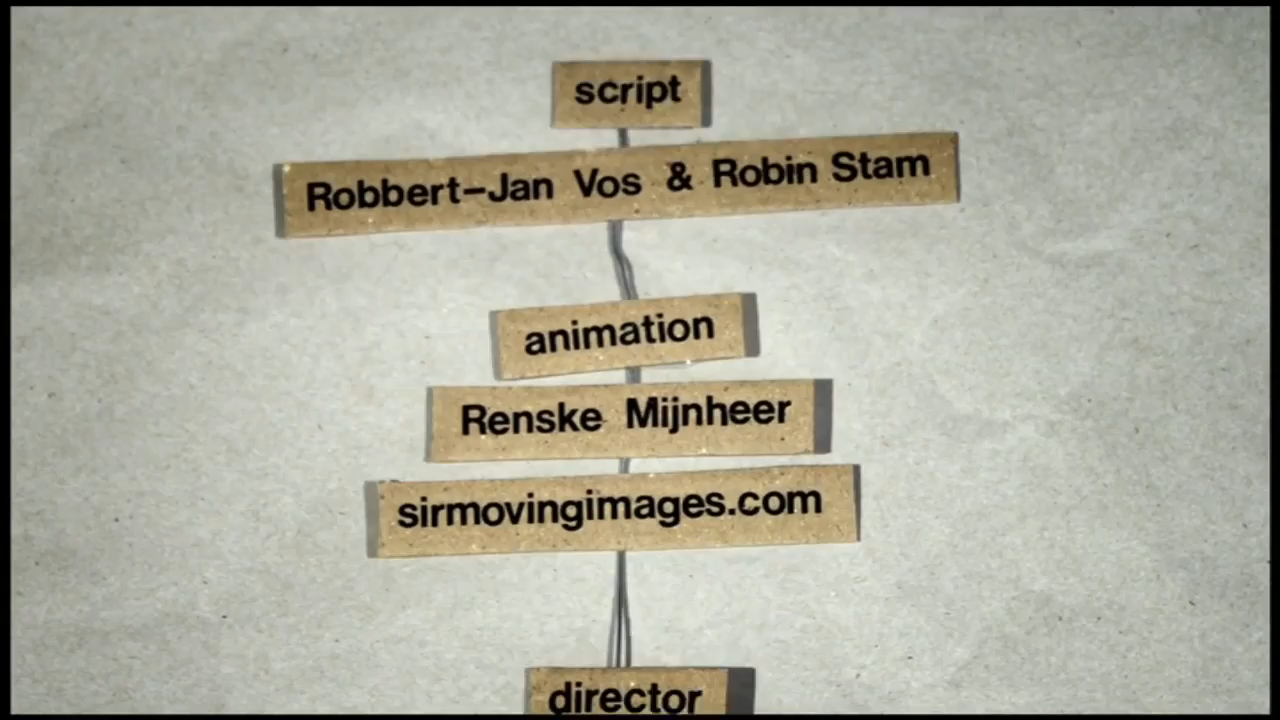 script
Robbert-Jan Vos & Robin Stam
animation
Renske Mijnheer
sirmovingimages.com
director